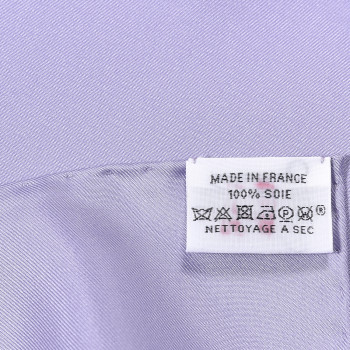 MADE IN FRANCE
100% SOIE
P W ®
NETTOYAGE A SEC